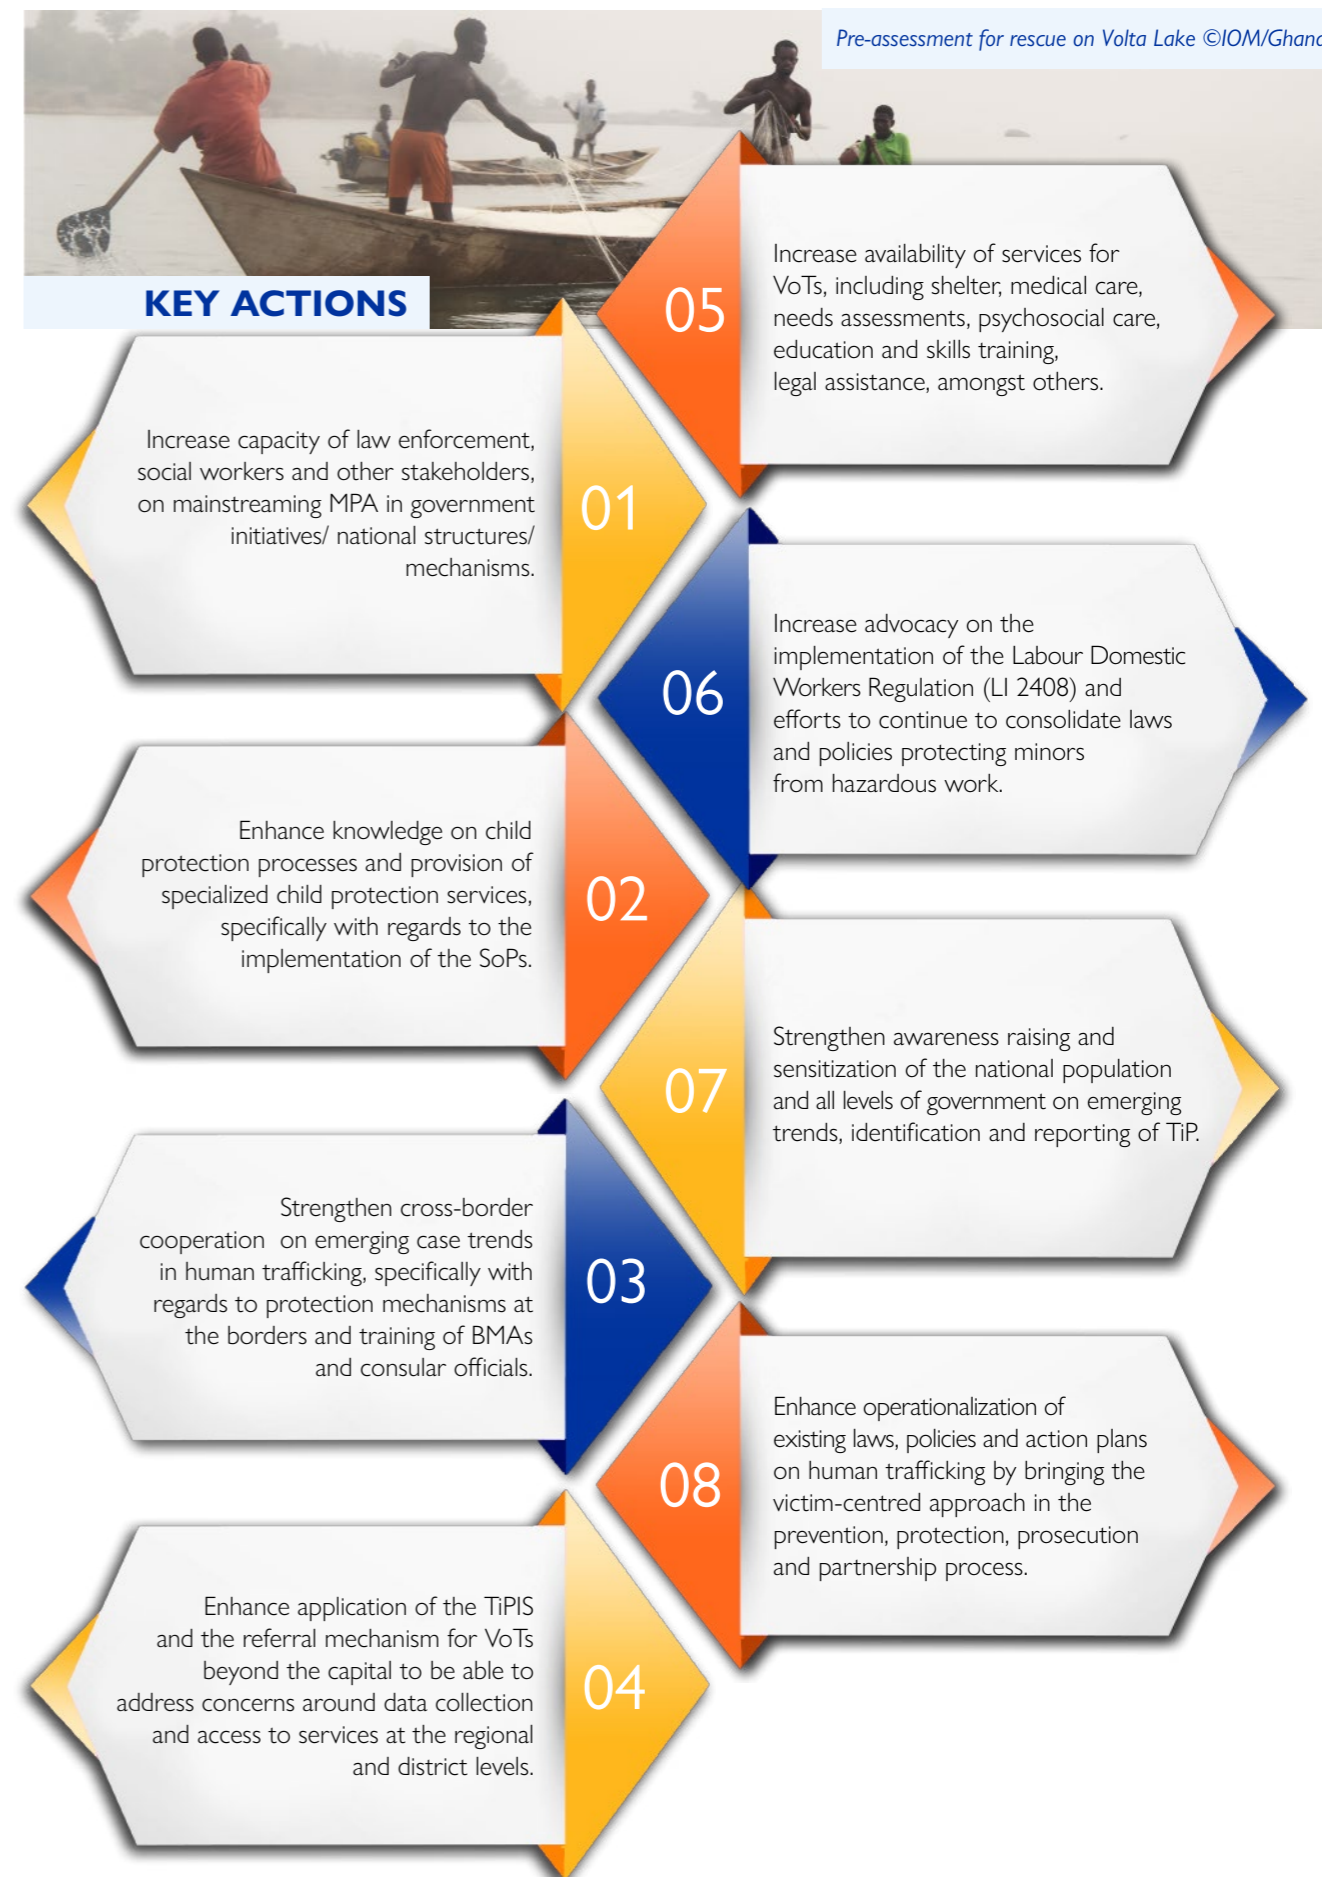 Pre-assessment for rescue on Volta Lake ©IOM/Ghana
KEY ACTIONS
01
Increase capacity of law enforcement,
social workers and other stakeholders,
on mainstreaming MPA in government
initiatives/ national structures/
mechanisms.
02
Enhance knowledge on child
protection processes and provision of
specialized child protection services,
specifically with regards to the
implementation of the SoPs.
03
Strengthen cross-border
cooperation on emerging case trends
in human trafficking, specifically with
regards to protection mechanisms at
the borders and training of BMAs
and consular officials.
04
Enhance application of the TiPIS
and the referral mechanism for VoTs
beyond the capital to be able to
address concerns around data collection
and access to services at the regional
and district levels.
05
Increase availability of services for
VoTs, including shelter, medical care,
needs assessments, psychosocial care,
education and skills training,
legal assistance, amongst others.
06
Increase advocacy on the
implementation of the Labour Domestic
Workers Regulation (LI 2408) and
efforts to continue to consolidate laws
and policies protecting minors
from hazardous work.
07
Strengthen awareness raising and
sensitization of the national population
and all levels of government on emerging
trends, identification and reporting of TiP.
08
Enhance operationalization of
existing laws, policies and action plans
on human trafficking by bringing the
victim-centred approach in the
prevention, protection, prosecution
and partnership process.